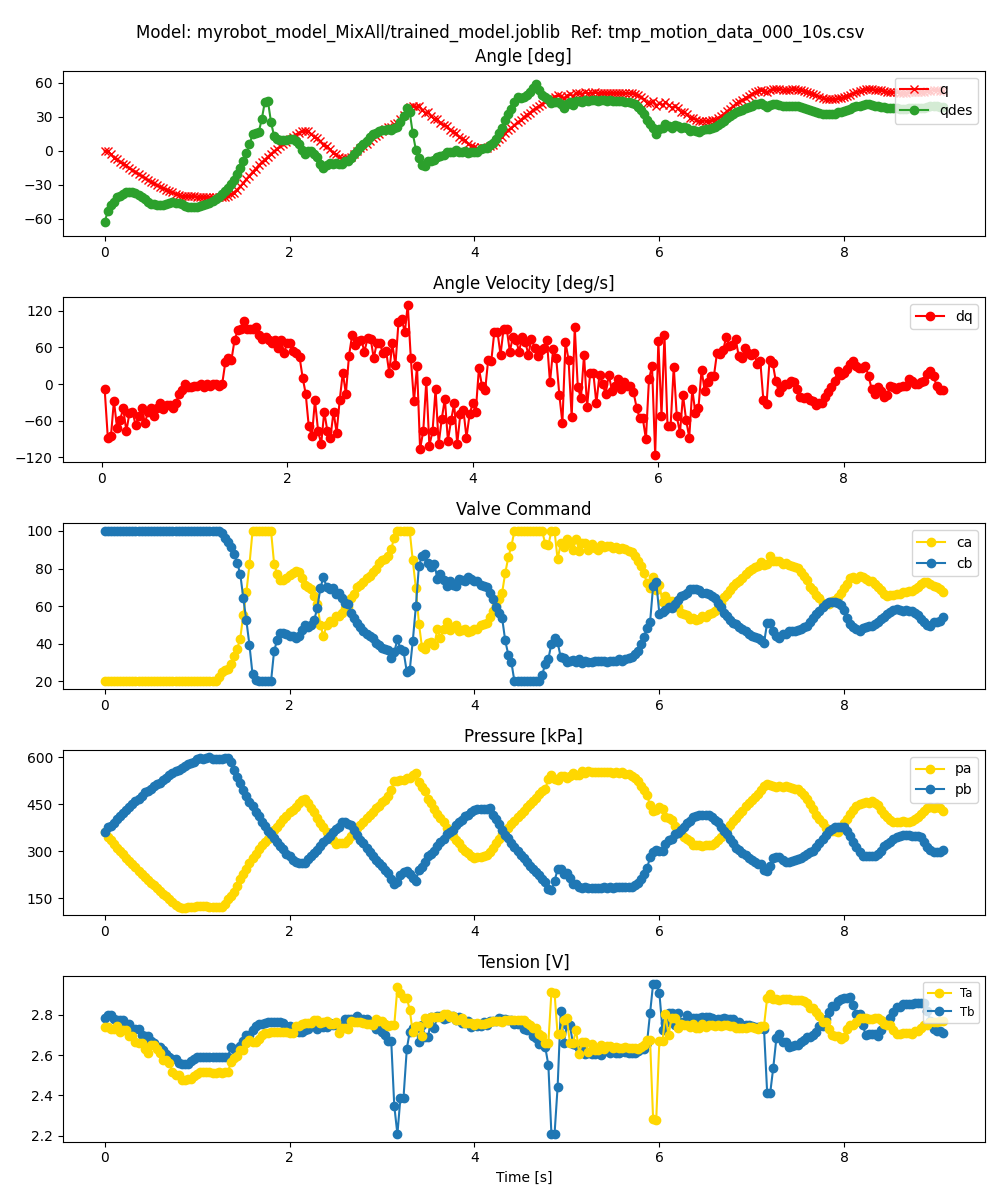 Model: myrobot_model_MixAll/trained_model.joblib  Ref: tmp_motion_data_000_10s.csv
Angle [deg]
60
30
0
−30
−60
q
qdes
0 2 4 6 8
Angle Velocity [deg/s]
120
60
0
−60
−120
dq
0 2 4 6 8
Valve Command
100
80
60
40
20
ca
cb
0 2 4 6 8
Pressure [kPa]
600
450
300
150
pa
pb
0 2 4 6 8
Tension [V]
2.8
2.6
2.4
2.2
Ta
Tb
0 2 4 6 8
Time [s]